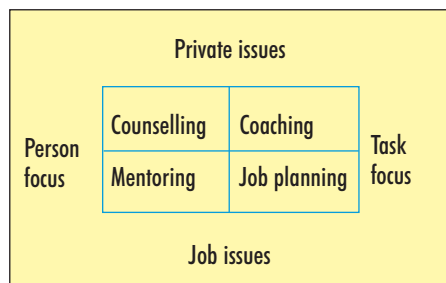 Private issues
Counselling Coaching
Person focus
Task focus
Mentoring Job planning
Job issues